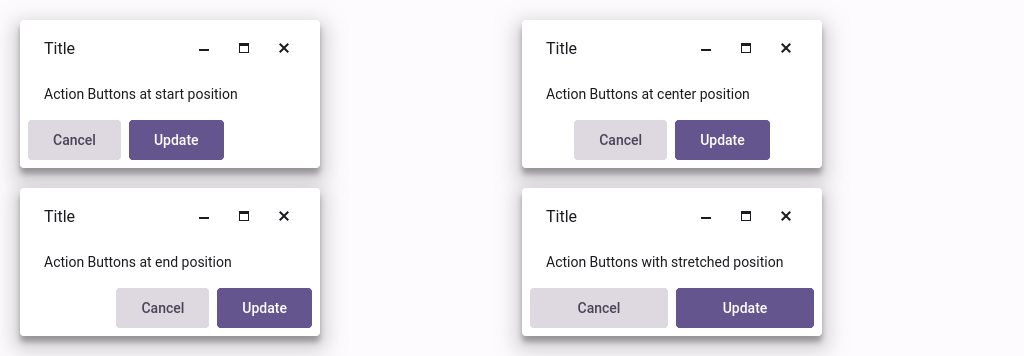 Title
Action Buttons at start position
Cancel Update
Title
Action Buttons at center position
Cancel Update
Title
Action Buttons at end position
Cancel Update
Title
Action Buttons with stretched position
Cancel Update